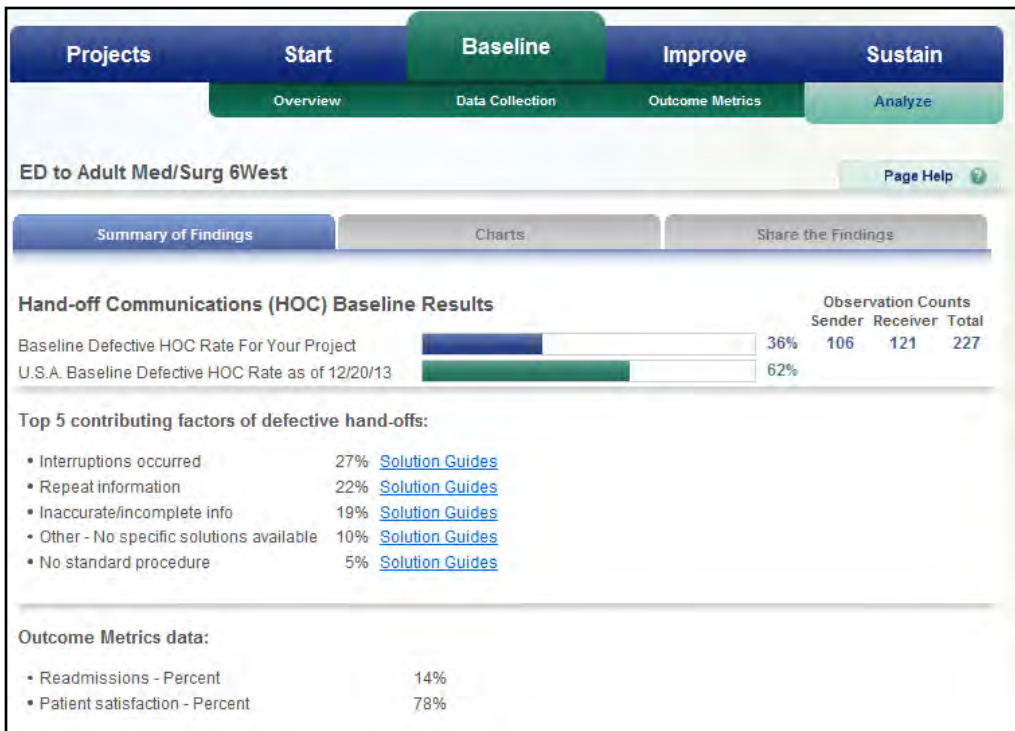 Projects Start Baseline Improve Sustain
Overview Data Collection Outcome Metrics Analyze
ED to Adult Med/Surg 6West
Page Help ?
Summary of Findings Charts Share the Findings
Hand-off Communications (HOC) Baseline Results
Observation Counts
Sender Receiver Total
Baseline Defective HOC Rate For Your Project 36% 106 121 227
U.S.A. Baseline Defective HOC Rate as of 12/20/13 62%
Top 5 contributing factors of defective hand-offs:
• Interruptions occurred 27% Solution Guides
• Repeat information 22% Solution Guides
• Inaccurate/incomplete info 19% Solution Guides
• Other - No specific solutions available 10% Solution Guides
• No standard procedure 5% Solution Guides
Outcome Metrics data:
• Readmissions - Percent 14%
• Patient satisfaction - Percent 78%